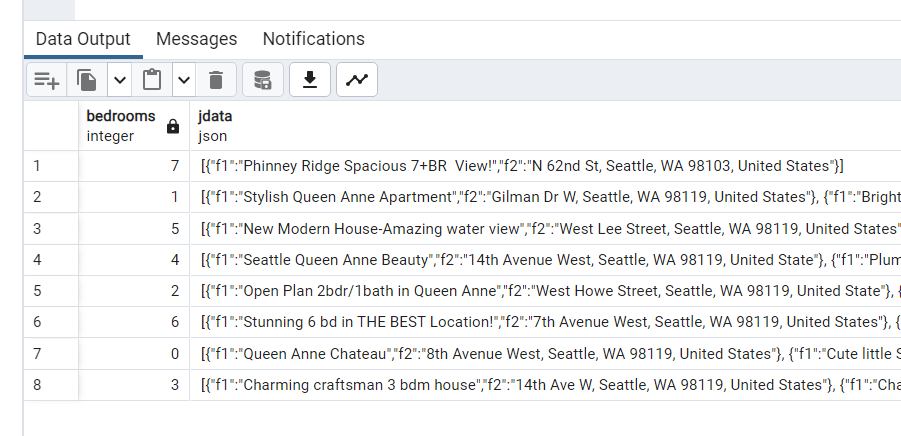 Data Output Messages Notifications
bedrooms jdata
integer json
1 7 [{"f1":"Phinney Ridge Spacious 7+BR  View!","f2":"N 62nd St, Seattle, WA 98103, United States"}]
2 1 [{"f1":"Stylish Queen Anne Apartment","f2":"Gilman Dr W, Seattle, WA 98119, United States"}, {"f1":"Bright
3 5 [{"f1":"New Modern House-Amazing water view","f2":"West Lee Street, Seattle, WA 98119, United States"
4 4 [{"f1":"Seattle Queen Anne Beauty","f2":"14th Avenue West, Seattle, WA 98119, United State"}, {"f1":"Plum
5 2 [{"f1":"Open Plan 2bdr/1bath in Queen Anne","f2":"West Howe Street, Seattle, WA 98119, United State"}, {
6 6 [{"f1":"Stunning 6 bd in THE BEST Location!","f2":"7th Avenue West, Seattle, WA 98119, United States"}, {
7 0 [{"f1":"Queen Anne Chateau","f2":"8th Avenue West, Seattle, WA 98119, United States"}, {"f1":"Cute little S
8 3 [{"f1":"Charming craftsman 3 bdm house","f2":"14th Ave W, Seattle, WA 98119, United States"}, {"f1":"Cha